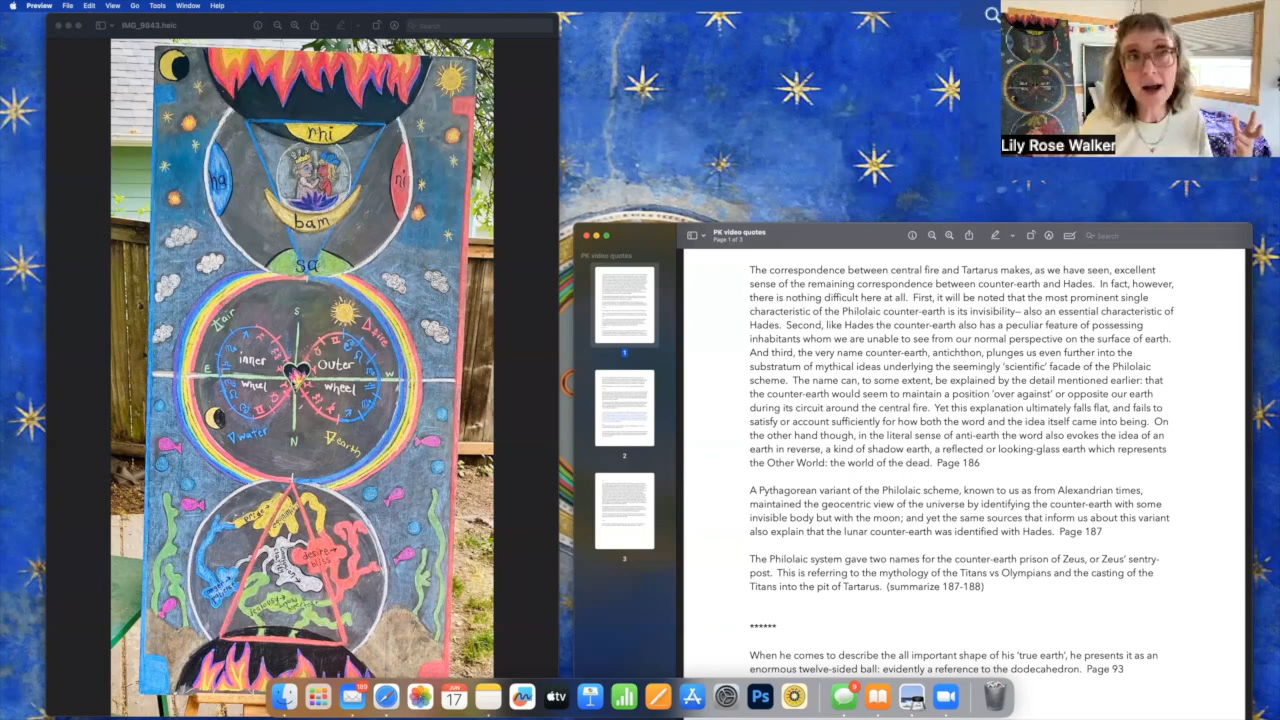 Preview File Edit View Go Tools Window Help
IMG_9843.heic
Search
rhi
ng
ni
bam
sa
air
S
inner
Outer
E
W
wheel
wheel
water
N
earth
desire
bliss
Lily Rose Walker
PK video quotes
Page 1 of 3
Search
PK video quotes
1
2
3
The correspondence between central fire and Tartarus makes, as we have seen, excellent
sense of the remaining correspondence between counter-earth and Hades. In fact, however,
there is nothing difficult here at all. First, it will be noted that the most prominent single
characteristic of the Philolaic counter-earth is its invisibility– also an essential characteristic of
Hades. Second, like Hades the counter-earth also has a peculiar feature of possessing
inhabitants whom we are unable to see from our normal perspective on the surface of earth.
And third, the very name counter-earth, antichthon, plunges us even further into the
substratum of mythical ideas underlying the seemingly 'scientific' facade of the Philolaic
scheme. The name can, to some extent, be explained by the detail mentioned earlier: that
the counter-earth would seem to maintain a position 'over against' or opposite our earth
during its circuit around the central fire. Yet this explanation ultimately falls flat, and fails to
satisfy or account sufficiently for how both the word and the idea itself came into being. On
the other hand though, in the literal sense of anti-earth the word also evokes the idea of an
earth in reverse, a kind of shadow earth, a reflected or looking-glass earth which represents
the Other World: the world of the dead. Page 186
A Pythagorean variant of the Philolaic scheme, known to us as from Alexandrian times,
maintained the geocentric view of the universe by identifying the counter-earth with some
invisible body but with the moon; and yet the same sources that inform us about this variant
also explain that the lunar counter-earth was identified with Hades. Page 187
The Philolaic system gave two names for the counter-earth prison of Zeus, or Zeus' sentry-
post. This is referring to the mythology of the Titans vs Olympians and the casting of the
Titans into the pit of Tartarus. (summarize 187-188)
******
When he comes to describe the all important shape of his 'true earth', he presents it as an
enormous twelve-sided ball: evidently a reference to the dodecahedron. Page 93
JUN
17
tv
Ps